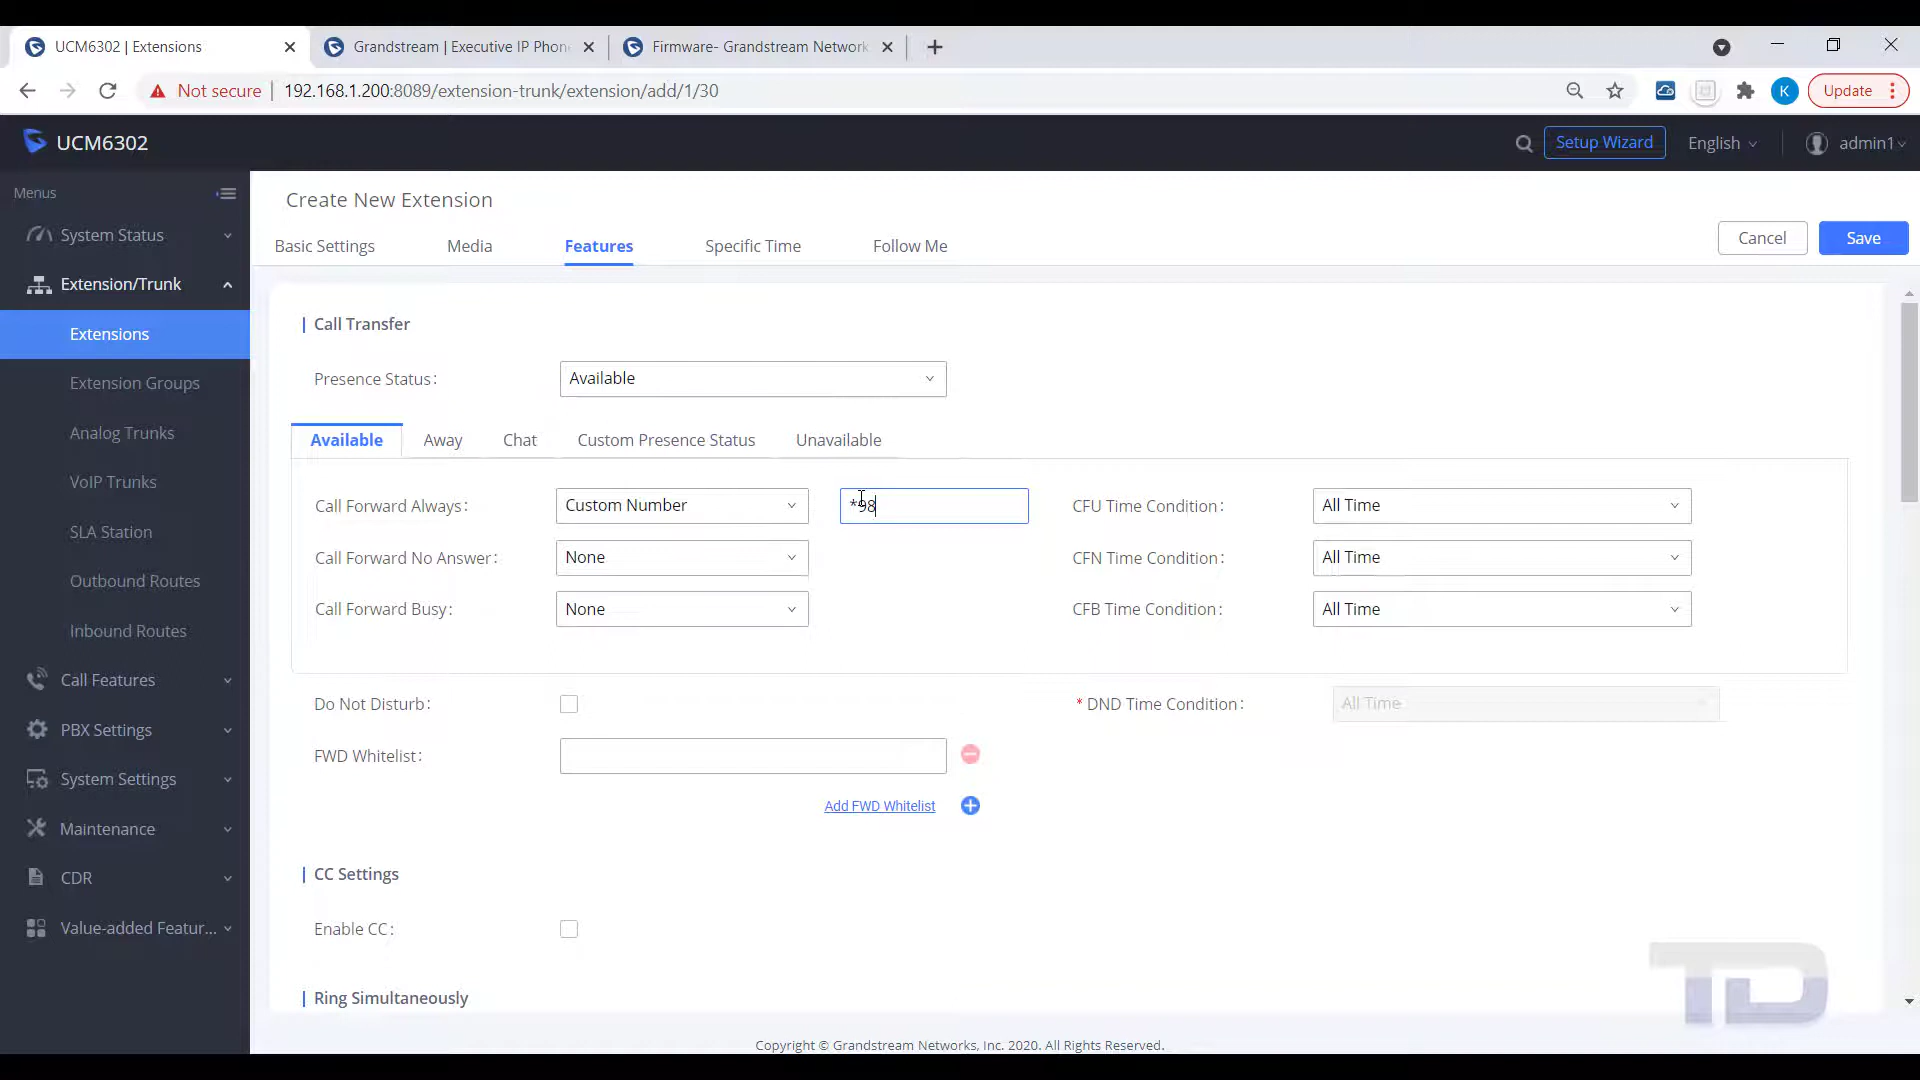 UCM6302 | Extensions
Grandstream | Executive IP Phon
Firmware- Grandstream Network
Not secure
192.168.1.200:8089/extension-trunk/extension/add/1/30
K
Update
UCM6302
Setup Wizard
English
admin1
Menus
System Status
Extension/Trunk
Extensions
Extension Groups
Analog Trunks
VoIP Trunks
SLA Station
Outbound Routes
Inbound Routes
Call Features
PBX Settings
System Settings
Maintenance
CDR
Value-added Featur...
Create New Extension
Cancel
Save
Basic Settings
Media
Features
Specific Time
Follow Me
Call Transfer
Presence Status:
Available
Available
Away
Chat
Custom Presence Status
Unavailable
Call Forward Always:
Custom Number
*98
CFU Time Condition:
All Time
Call Forward No Answer:
None
CFN Time Condition:
All Time
Call Forward Busy:
None
CFB Time Condition:
All Time
Do Not Disturb:
* DND Time Condition:
All Time
FWD Whitelist:
Add FWD Whitelist
CC Settings
Enable CC:
Ring Simultaneously
TD
Copyright © Grandstream Networks, Inc. 2020. All Rights Reserved.